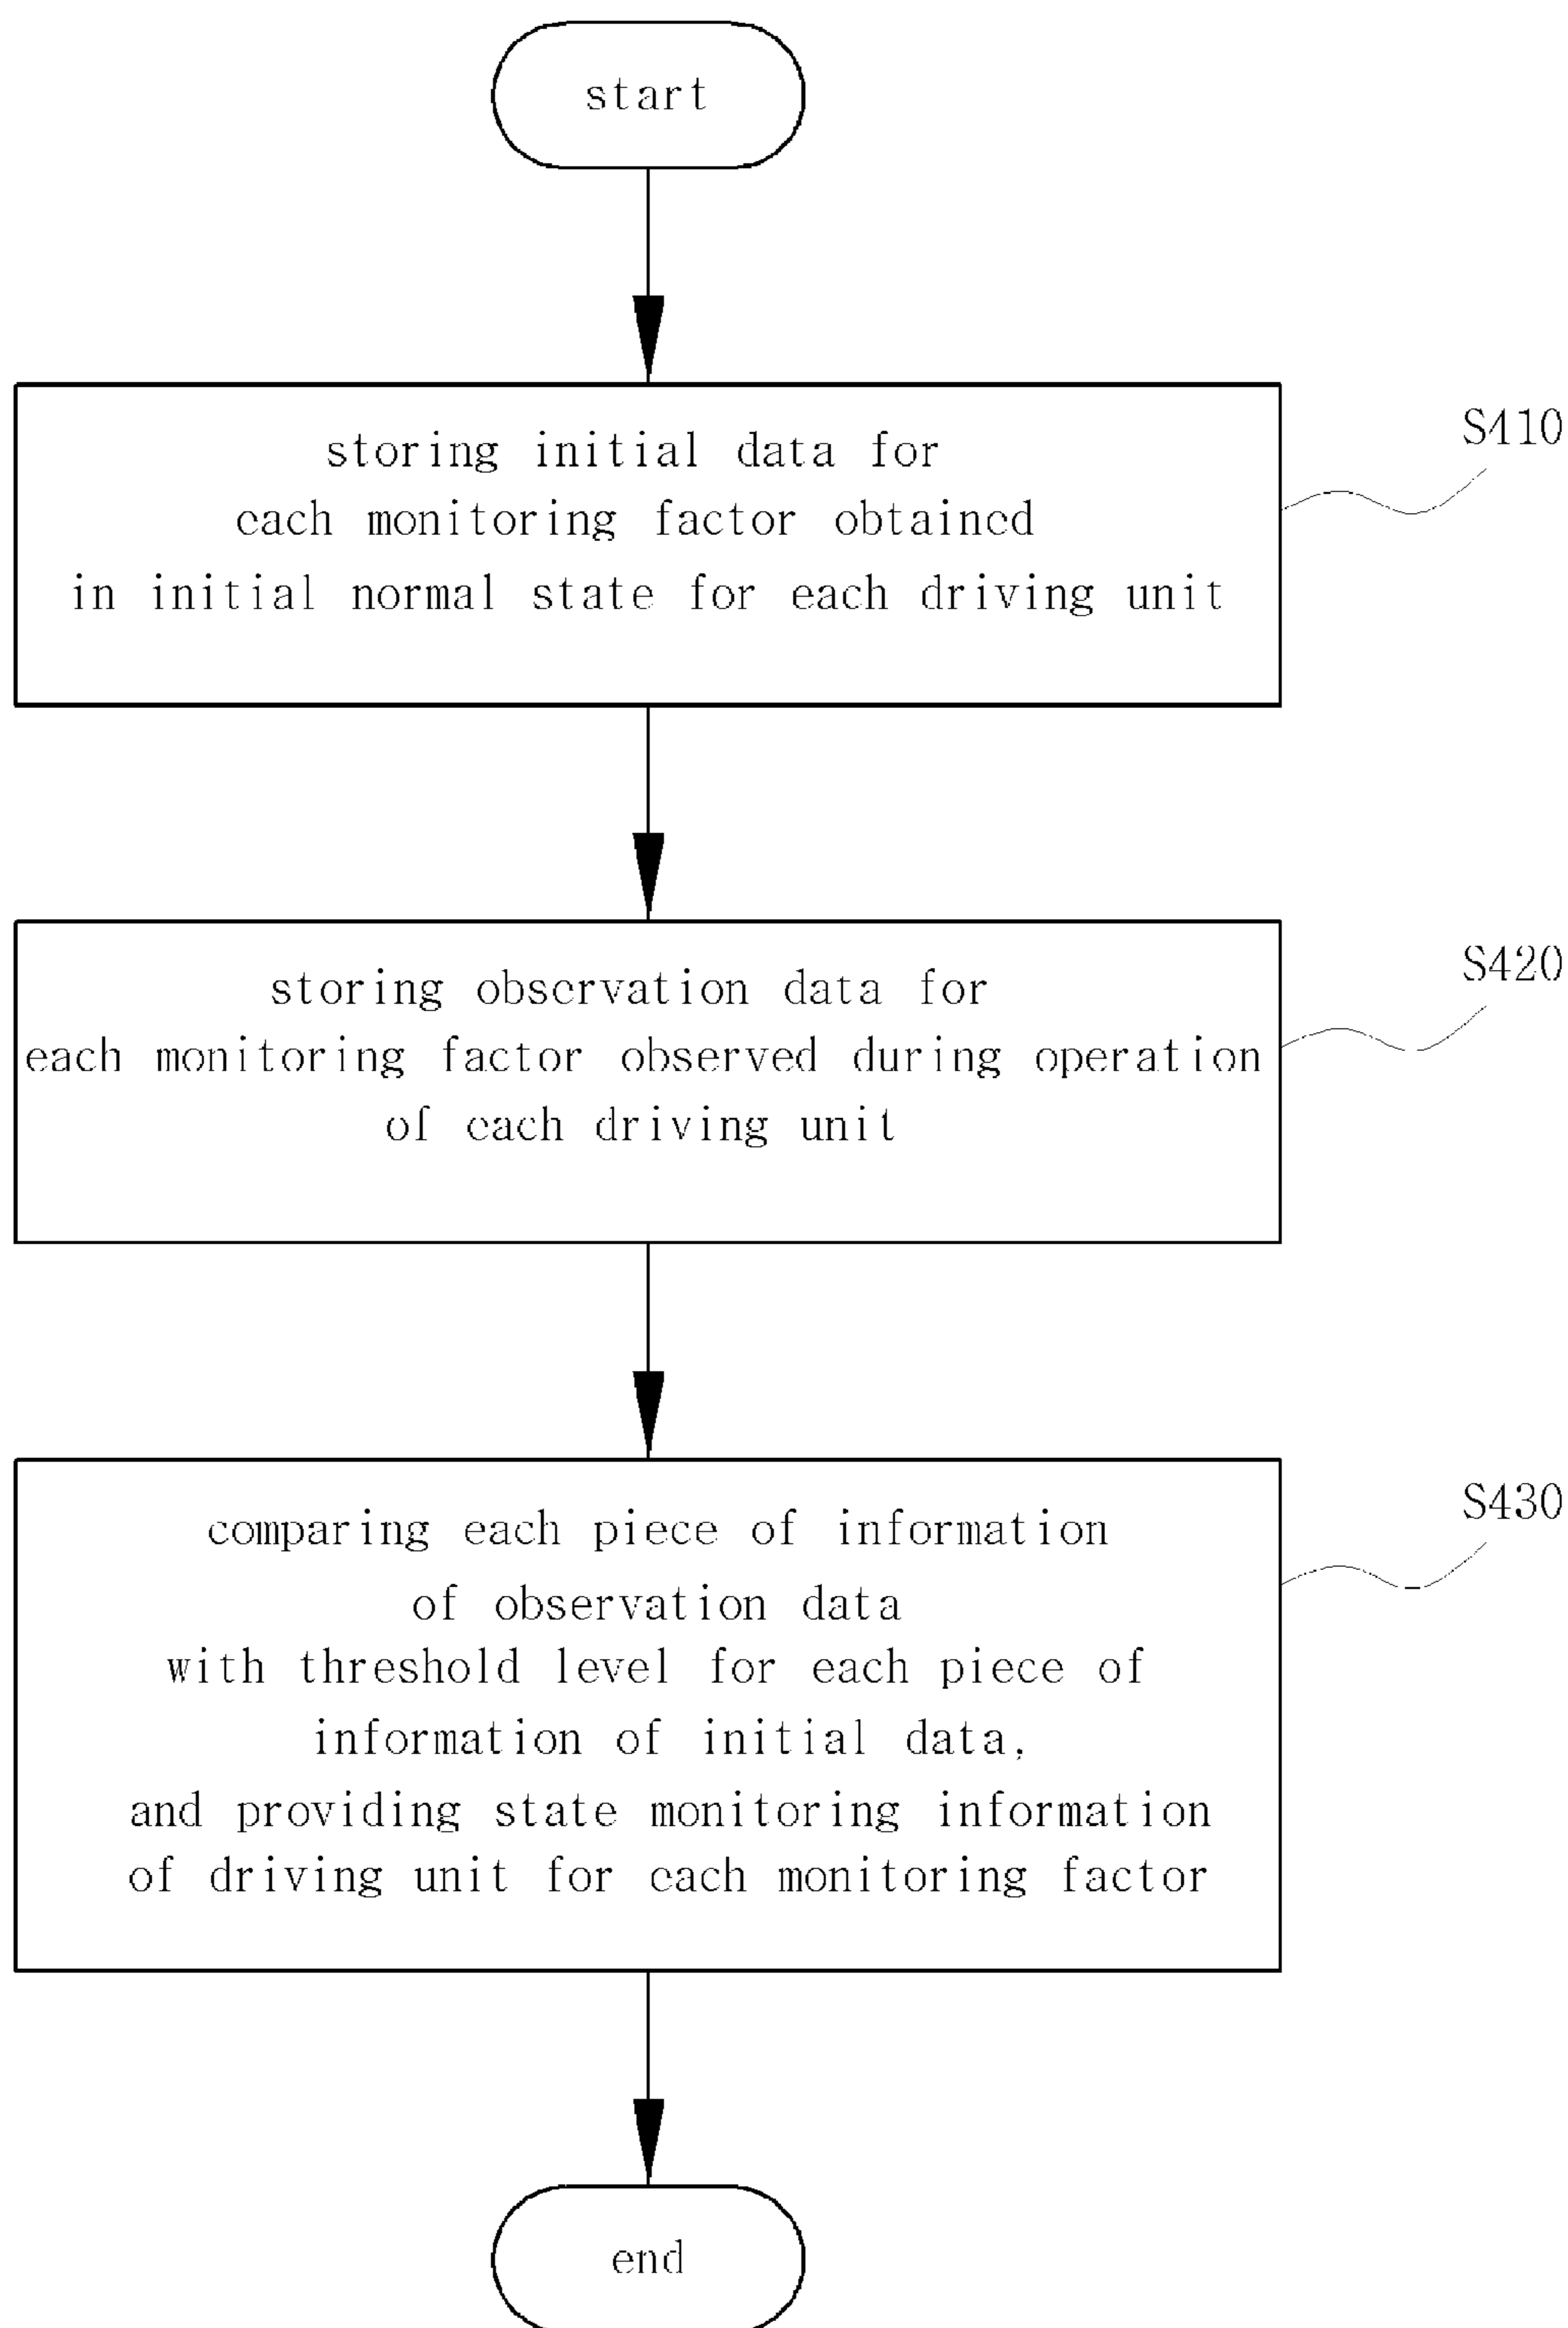 start
storing initial data for
each monitoring factor obtained
in initial normal state for each driving unit
S410
storing observation data for
each monitoring factor observed during operation
of each driving unit
S420
comparing each piece of information
of observation data
with threshold level for each piece of
information of initial data,
and providing state monitoring information
of driving unit for each monitoring factor
S430
end